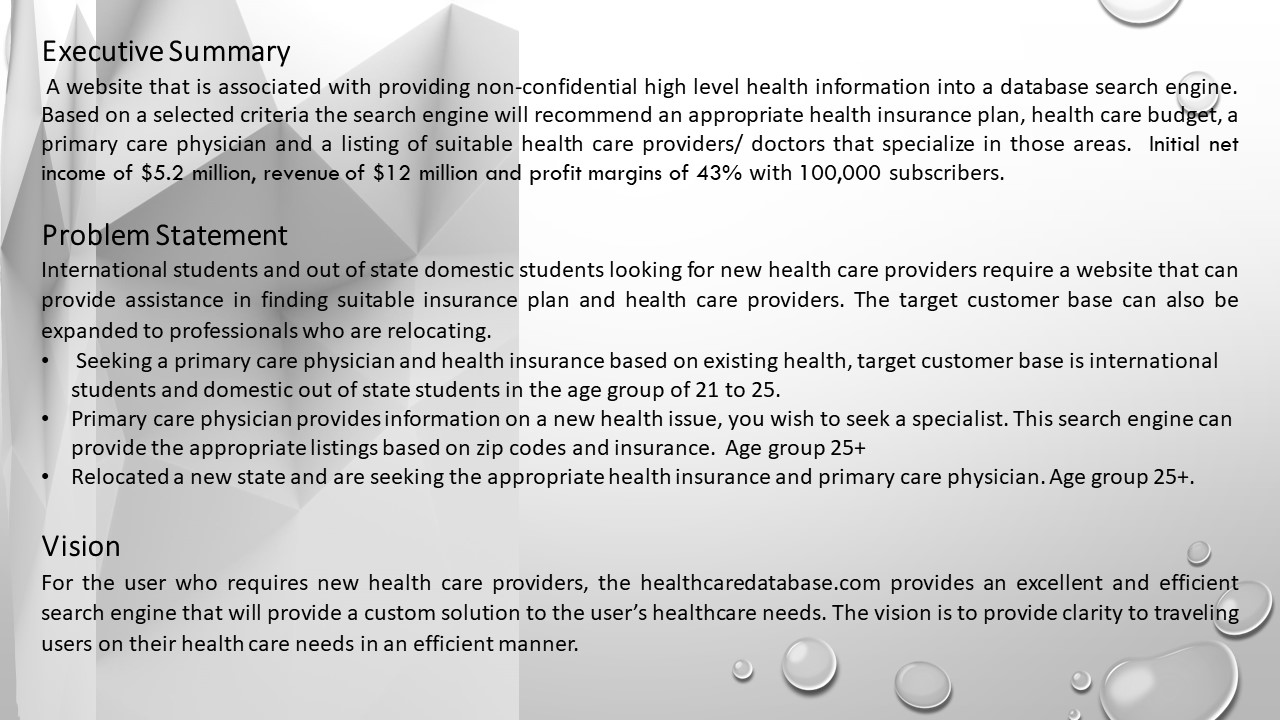 Executive Summary
A website that is associated with providing non-confidential high level health information into a database search engine.
Based on a selected criteria the search engine will recommend an appropriate health insurance plan, health care budget, a
primary care physician and a listing of suitable health care providers/ doctors that specialize in those areas. Initial net
income of $5.2 million, revenue of $12 million and profit margins of 43% with 100,000 subscribers.
Problem Statement
International students and out of state domestic students looking for new health care providers require a website that can
provide assistance in finding suitable insurance plan and health care providers. The target customer base can also be
expanded to professionals who are relocating.
• Seeking a primary care physician and health insurance based on existing health, target customer base is international
students and domestic out of state students in the age group of 21 to 25.
• Primary care physician provides information on a new health issue, you wish to seek a specialist. This search engine can
provide the appropriate listings based on zip codes and insurance. Age group 25+
• Relocated a new state and are seeking the appropriate health insurance and primary care physician. Age group 25+.
Vision
For the user who requires new health care providers, the healthcaredatabase.com provides an excellent and efficient
search engine that will provide a custom solution to the user’s healthcare needs. The vision is to provide clarity to traveling
users on their health care needs in an efficient manner.